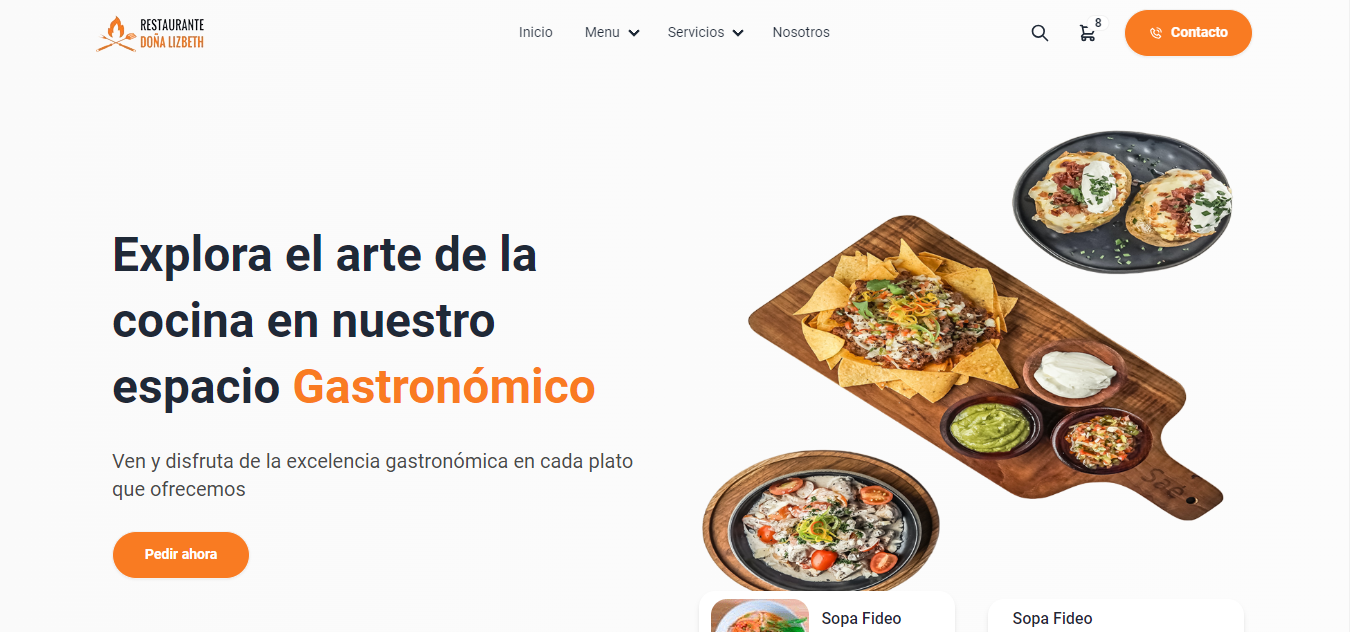 RESTAURANTE
DOÑA LIZBETH
Inicio
Menu
Servicios
Nosotros
8
Contacto
Explora el arte de la
cocina en nuestro
espacio Gastronómico
Ven y disfruta de la excelencia gastronómica en cada plato
que ofrecemos
Pedir ahora
Sopa Fideo
Sopa Fideo